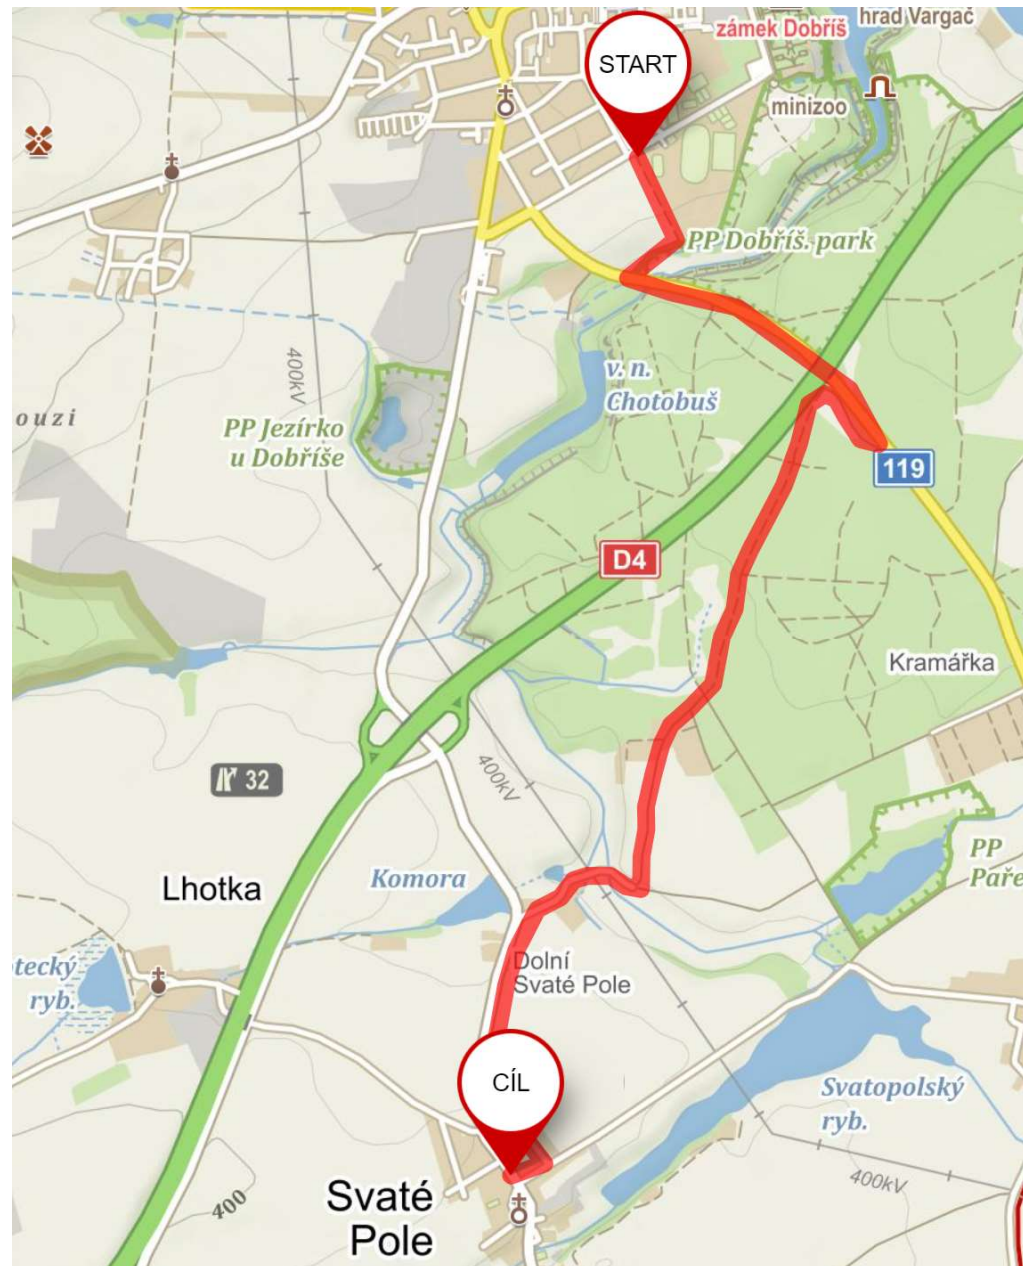 zámek Dobříš
hrad Vargač
START
minizoo
PP Dobříš. park
400kV
v. n.
Chotobuš
ouzi
PP Jezírko
u Dobříše
119
D4
Kramářka
32
400kV
PP
Paře
Lhotka
Komora
tecký
ryb.
Dolní
Svaté Pole
CÍL
Svatopolský
ryb.
400kV
400
Svaté
Pole